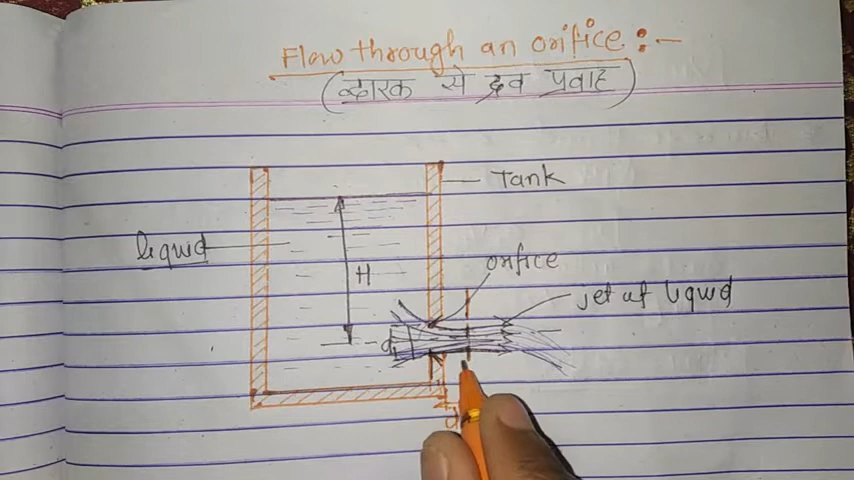 Flow through an orifice :-
(व्दारक से द्रव प्रवाह)
Tank
liquid
orifice
H
jet of liquid
d